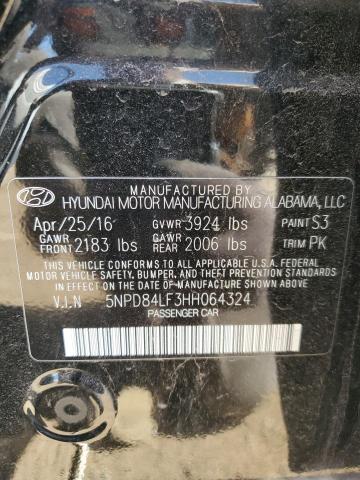 MANUFACTURED BY
HYUNDAI MOTOR MANUFACTURING ALABAMA, LLC
Apr/25/16 GVWR 3924 lbs PAINT S3
GAWR FRONT 2183 lbs GAWR REAR 2006 lbs TRIM PK
THIS VEHICLE CONFORMS TO ALL APPLICABLE U.S.A. FEDERAL
MOTOR VEHICLE SAFETY, BUMPER, AND THEFT PREVENTION
STANDARDS IN EFFECT ON THE DATE OF MANUFACTURE SHOWN ABOVE.
V.I.N 5NPD84LF3HH064324
PASSENGER CAR